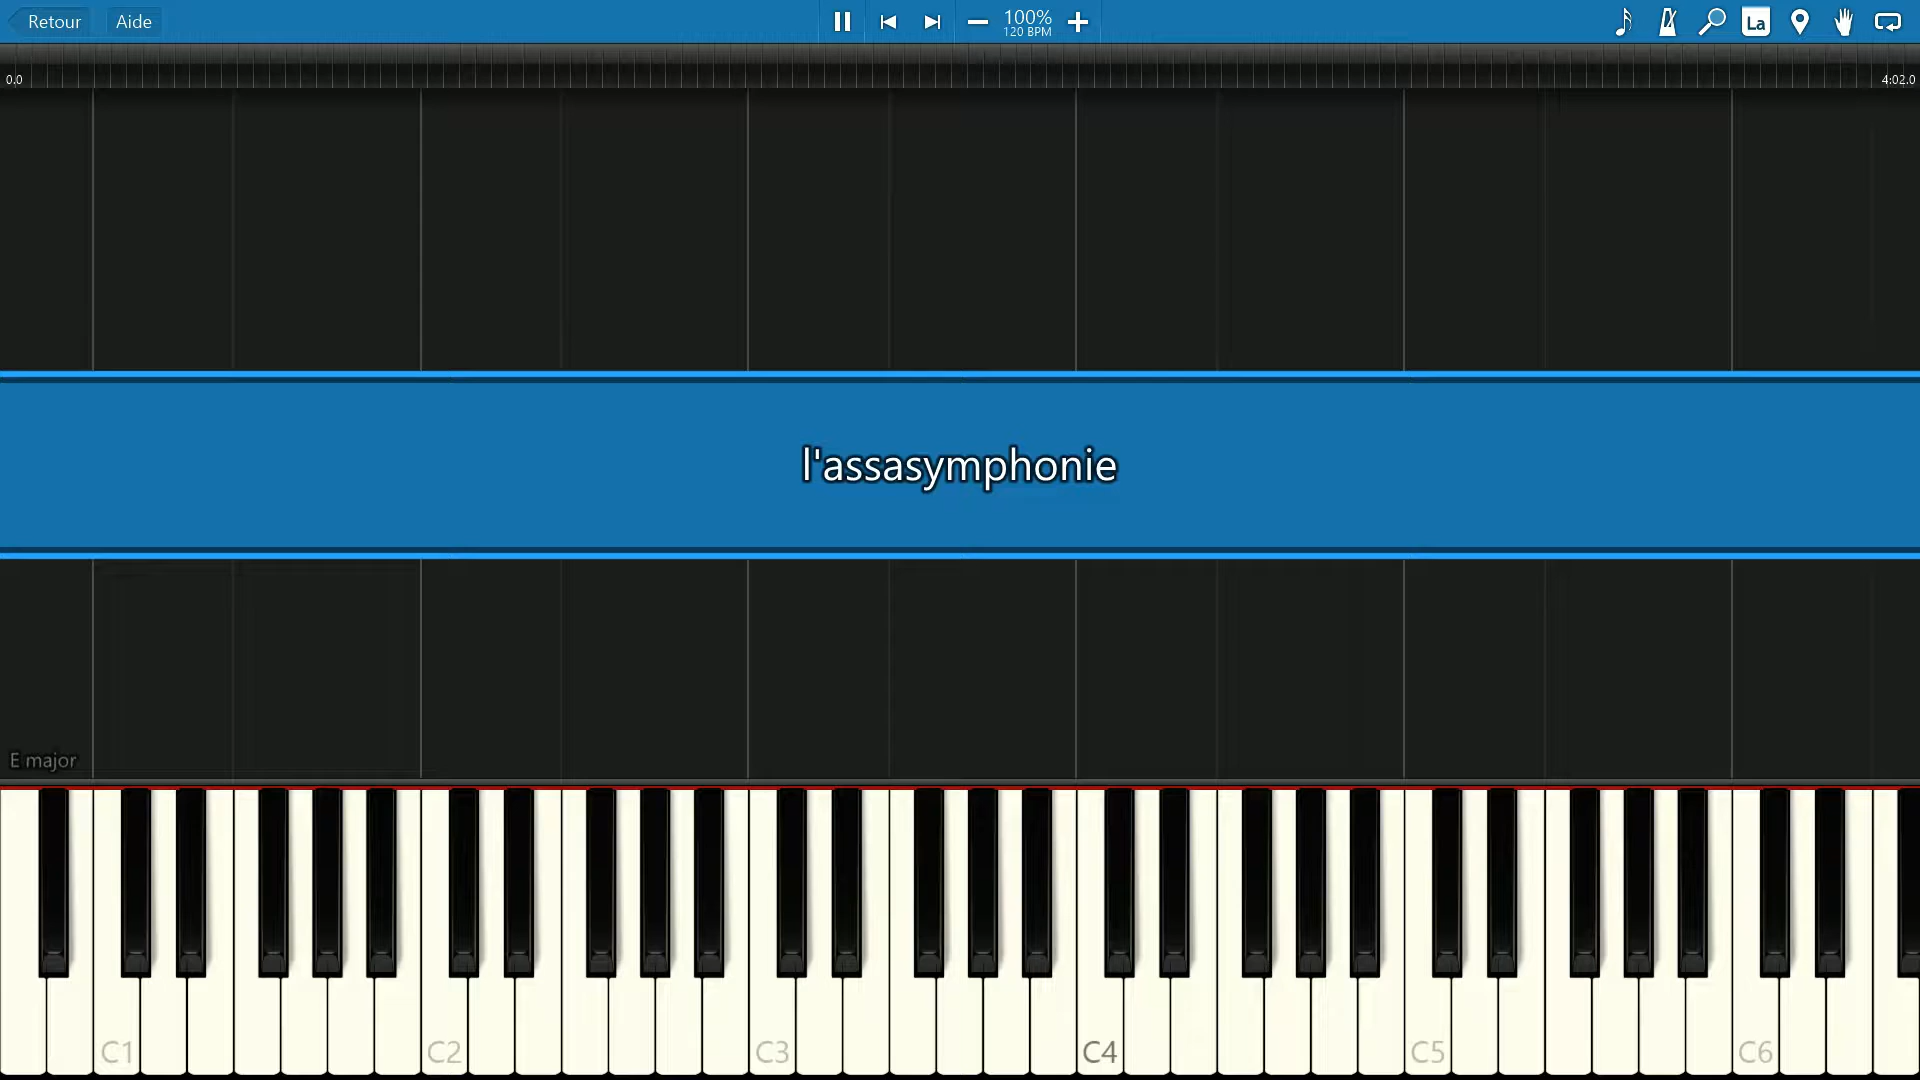 Retour
Aide
100%
120 BPM
La
0.0
4:02.0
l'assasymphonie
E major
C1
C2
C3
C4
C5
C6